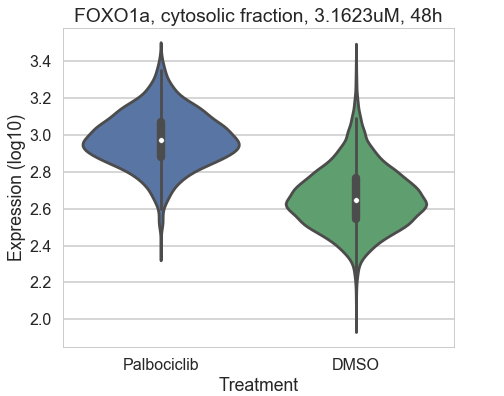 FOXO1a, cytosolic fraction, 3.1623uM, 48h
3.4
3.2
3.0
2.8
2.6
2.4
2.2
2.0
Expression (log10)
Palbociclib DMSO
Treatment